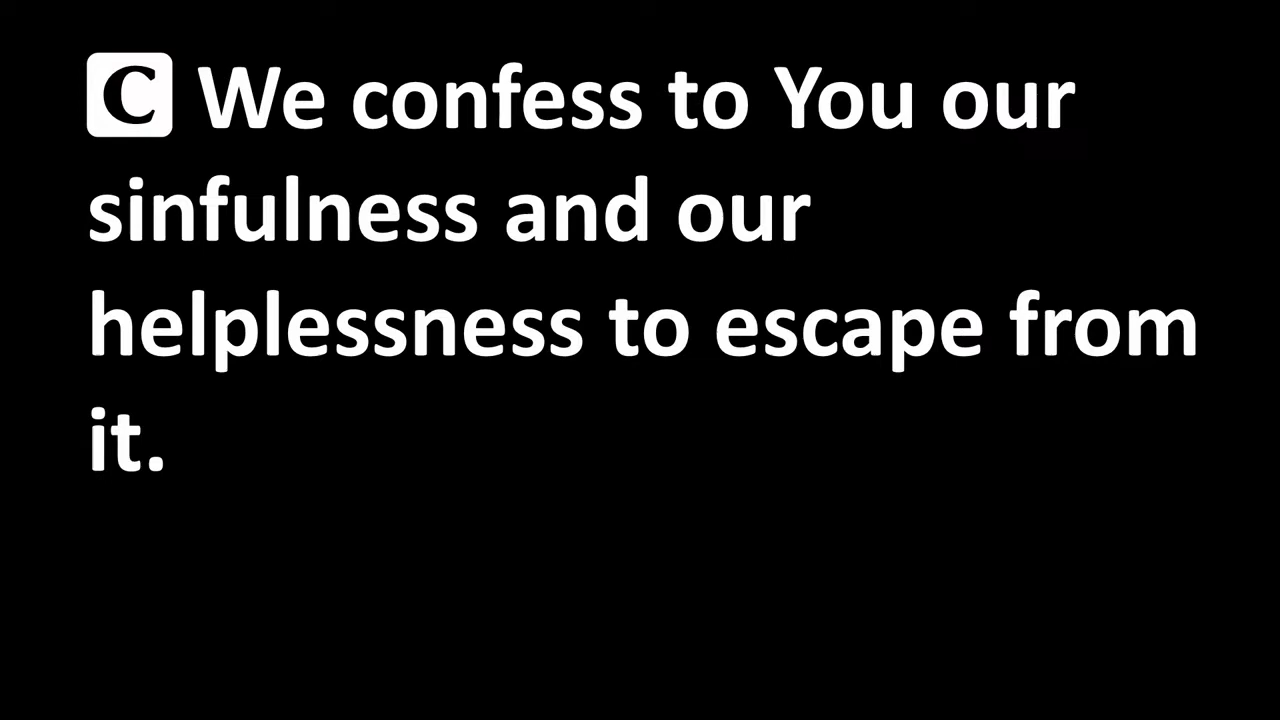 C We confess to You our
sinfulness and our
helplessness to escape from
it.